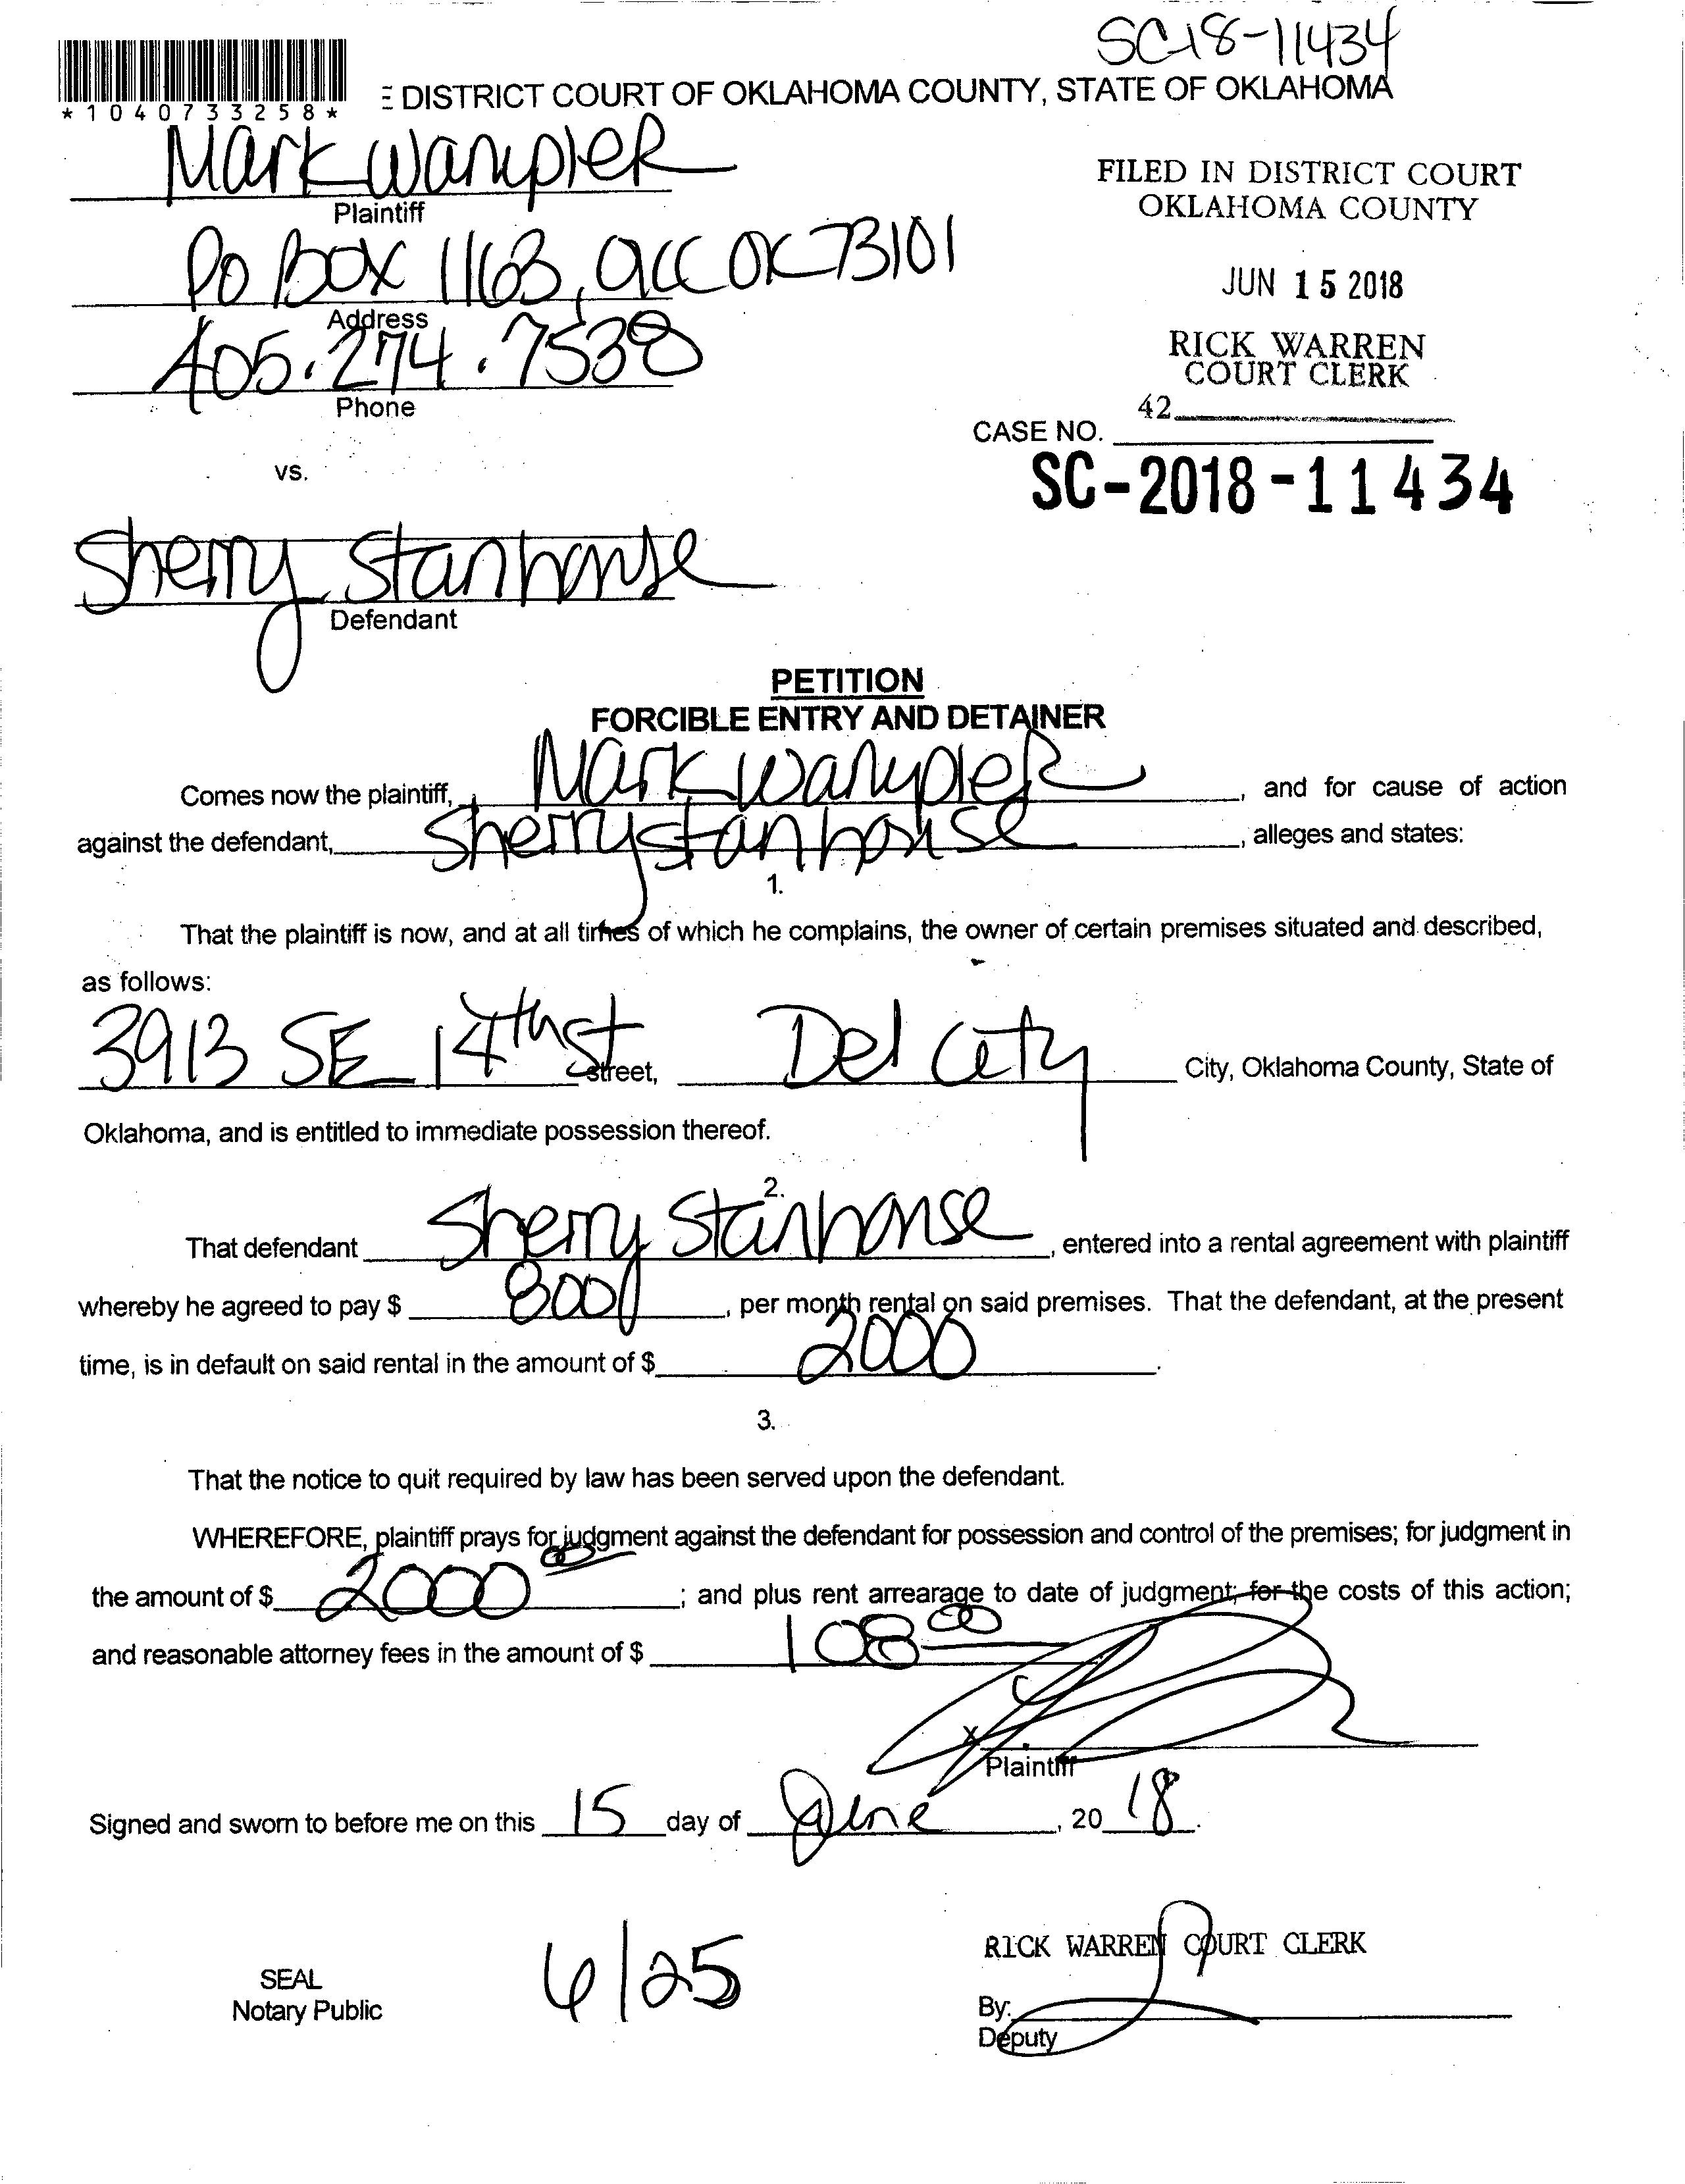 SC18-11434
* 1 0 4 0 7 3 3 2 5 8 *
DISTRICT COURT OF OKLAHOMA COUNTY, STATE OF OKLAHOMA
Mark Wampler
Plaintiff
PO BOX 1163, OKC OK 73101
Address
405.274.7538
Phone
FILED IN DISTRICT COURT
OKLAHOMA COUNTY
JUN 15 2018
RICK WARREN
COURT CLERK
42
CASE NO.
SC-2018-11434
vs.
Sherry Stanhouse
Defendant
PETITION
FORCIBLE ENTRY AND DETAINER
Comes now the plaintiff, Mark Wampler, and for cause of action
against the defendant, Sherry Stanhouse, alleges and states:
1.
That the plaintiff is now, and at all times of which he complains, the owner of certain premises situated and described,
as follows:
3913 SE 14th St Street, Del City City, Oklahoma County, State of
Oklahoma, and is entitled to immediate possession thereof.
2.
That defendant Sherry Stanhouse, entered into a rental agreement with plaintiff
whereby he agreed to pay $ 800, per month rental on said premises. That the defendant, at the present
time, is in default on said rental in the amount of $ 2000.
3.
That the notice to quit required by law has been served upon the defendant.
WHEREFORE, plaintiff prays for judgment against the defendant for possession and control of the premises; for judgment in
the amount of $ 2000 00; and plus rent arrearage to date of judgment; for the costs of this action;
and reasonable attorney fees in the amount of $ 108 00
X
Plaintiff
Signed and sworn to before me on this 15 day of June, 20 18.
SEAL
Notary Public
6/25
RICK WARREN COURT CLERK
By:
Deputy